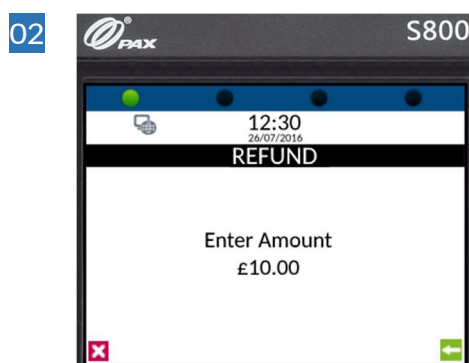 02
PAX
S800
12:30
26/07/2016
REFUND
Enter Amount
£10.00